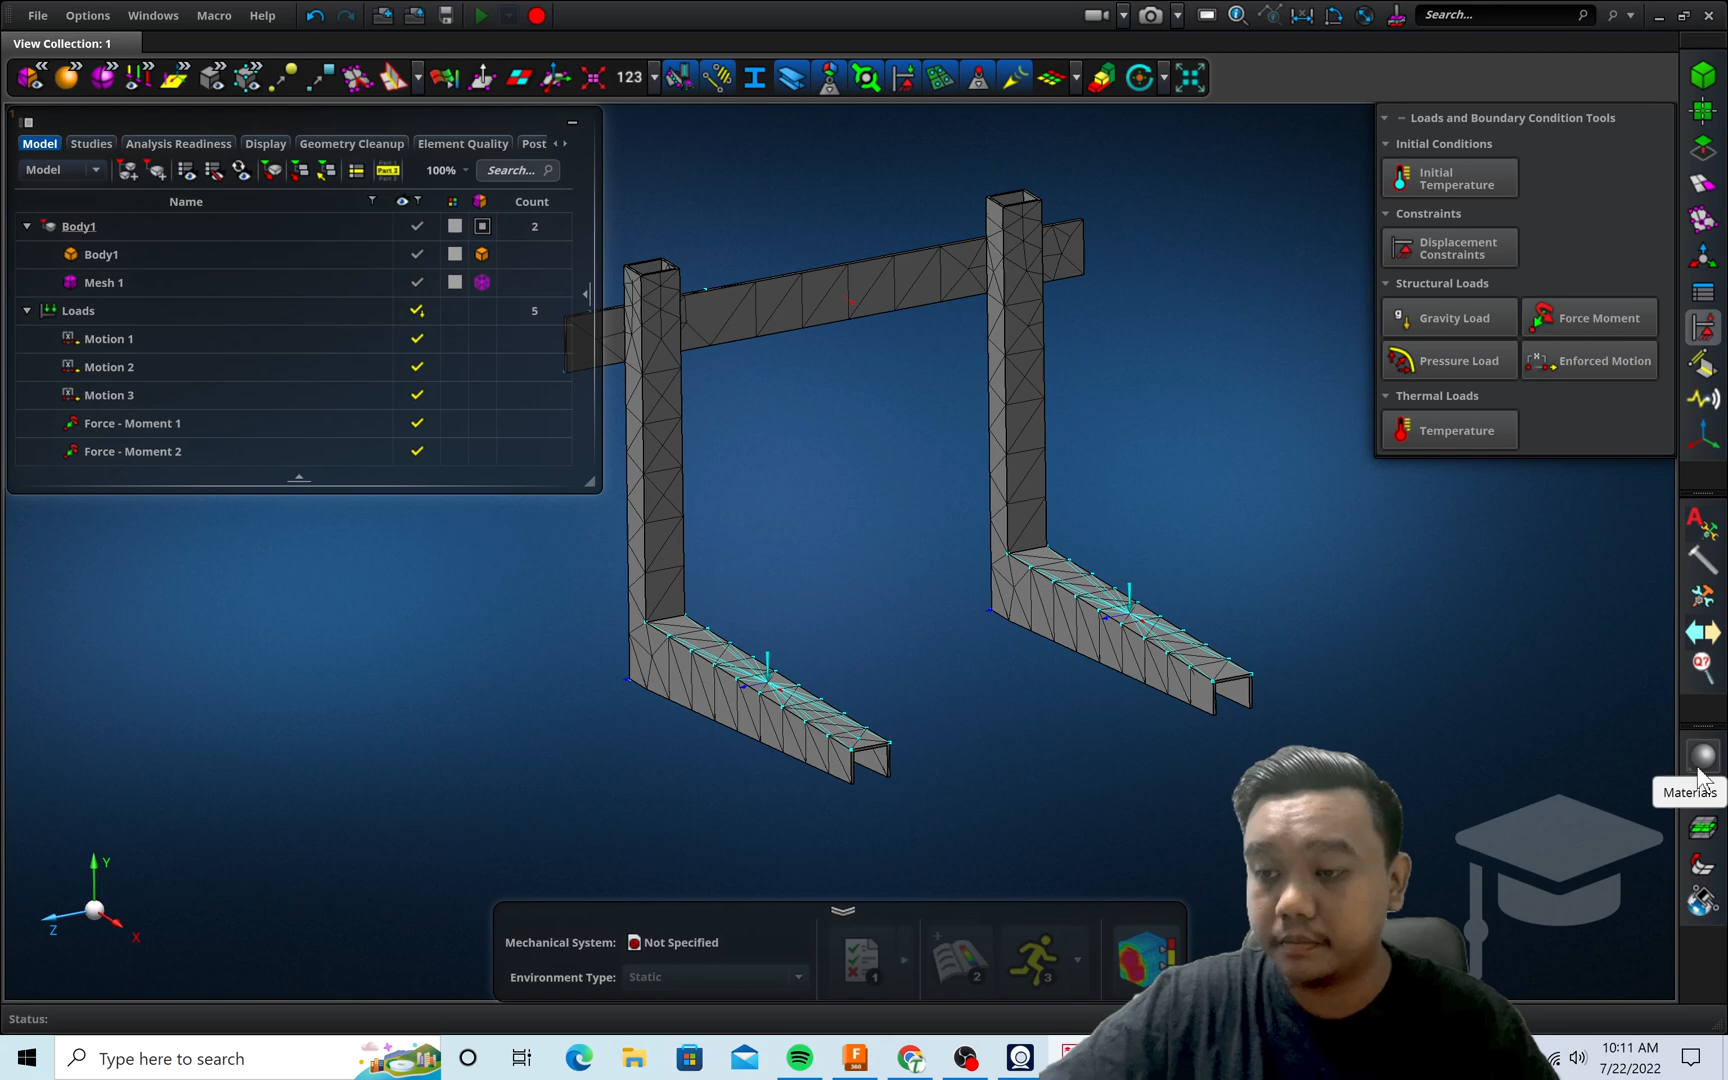 File Options Windows Macro Help Search...
View Collection: 1
123
Model Studies Analysis Readiness Display Geometry Cleanup Element Quality Post
Model 100% Search...
Name Count
Body1 2
Body1
Mesh 1
Loads 5
Motion 1
Motion 2
Motion 3
Force - Moment 1
Force - Moment 2
Loads and Boundary Condition Tools
Initial Conditions
Initial
Temperature
Constraints
Displacement
Constraints
Structural Loads
Gravity Load Force Moment
Pressure Load Enforced Motion
Thermal Loads
Temperature
Materials
Y
Z
X
Mechanical System: Not Specified
Environment Type: Static
1
2
3
Status:
Type here to search
10:11 AM
7/22/2022